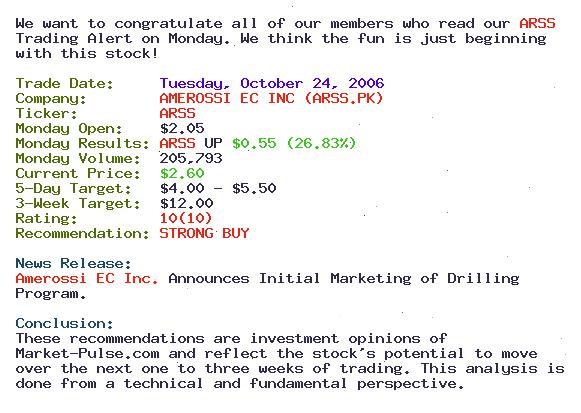 We want to congratulate all of our members who read our ARSS
Trading Alert on Monday. We think the fun is just beginning
with this stock!
Trade Date: Tuesday, October 24, 2006
Company: AMEROSSI EC INC (ARSS.PK)
Ticker: ARSS
Monday Open: $2.05
Monday Results: ARSS UP $0.55 (26.83%)
Monday Volume: 205,793
Current Price: $2.60
5-Day Target: $4.00 - $5.50
3-Week Target: $12.00
Rating: 10(10)
Recommendation: STRONG BUY
News Release:
Amerossi EC Inc. Announces Initial Marketing of Drilling
Program.
Conclusion:
These recommendations are investment opinions of
Market-Pulse.com and reflect the stock's potential to move
over the next one to three weeks of trading. This analysis is
done from a technical and fundamental perspective.